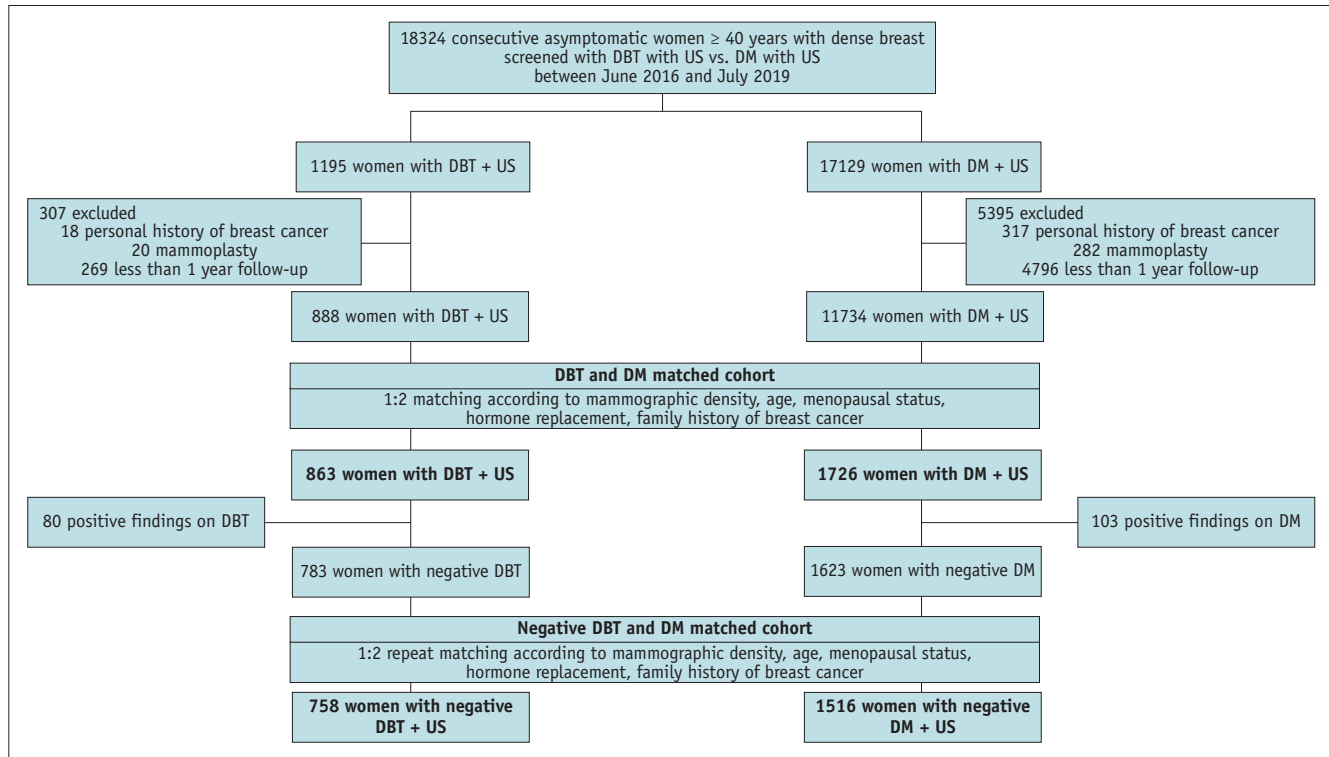 18324 consecutive asymptomatic women ≥ 40 years with dense breast
screened with DBT with US vs. DM with US
between June 2016 and July 2019
1195 women with DBT + US
17129 women with DM + US
307 excluded
18 personal history of breast cancer
20 mammoplasty
269 less than 1 year follow-up
5395 excluded
317 personal history of breast cancer
282 mammoplasty
4796 less than 1 year follow-up
888 women with DBT + US
11734 women with DM + US
DBT and DM matched cohort
1:2 matching according to mammographic density, age, menopausal status,
hormone replacement, family history of breast cancer
863 women with DBT + US
1726 women with DM + US
80 positive findings on DBT
103 positive findings on DM
783 women with negative DBT
1623 women with negative DM
Negative DBT and DM matched cohort
1:2 repeat matching according to mammographic density, age, menopausal status,
hormone replacement, family history of breast cancer
758 women with negative
DBT + US
1516 women with negative
DM + US